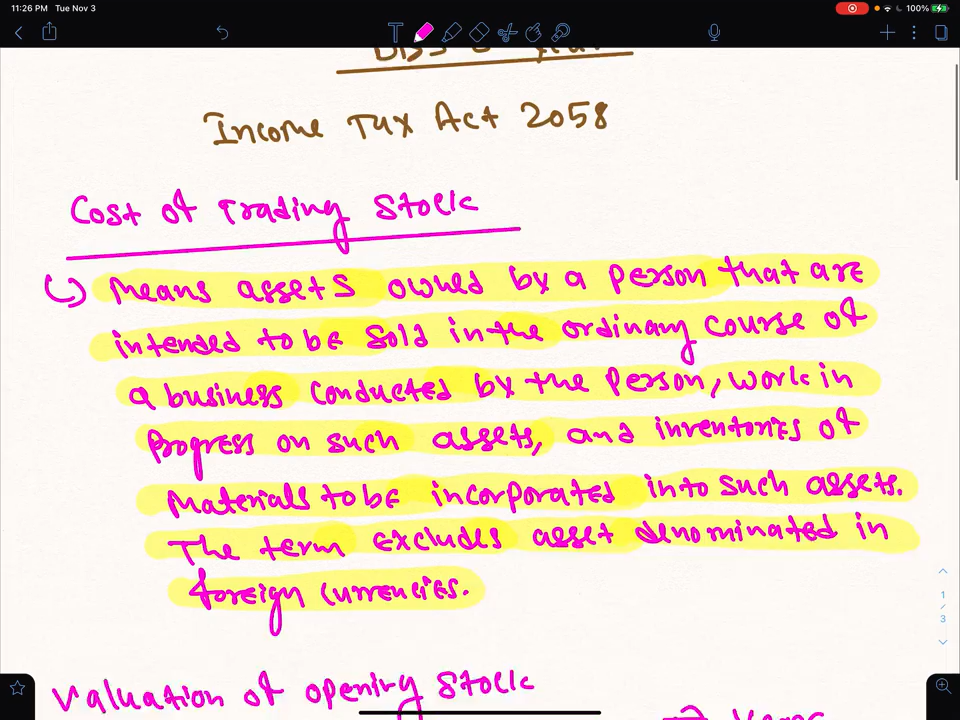 11:26 PM Tue Nov 3
100%
Income Tax Act 2058
Cost of Trading Stock
Means assets owned by a person that are
intended to be sold in the ordinary course of
a business conducted by the person, work in
progress on such assets, and inventories of
Materials to be incorporated into such assets.
The term excludes asset denominated in
foreign currencies.
Valuation of opening Stock
1
/
3